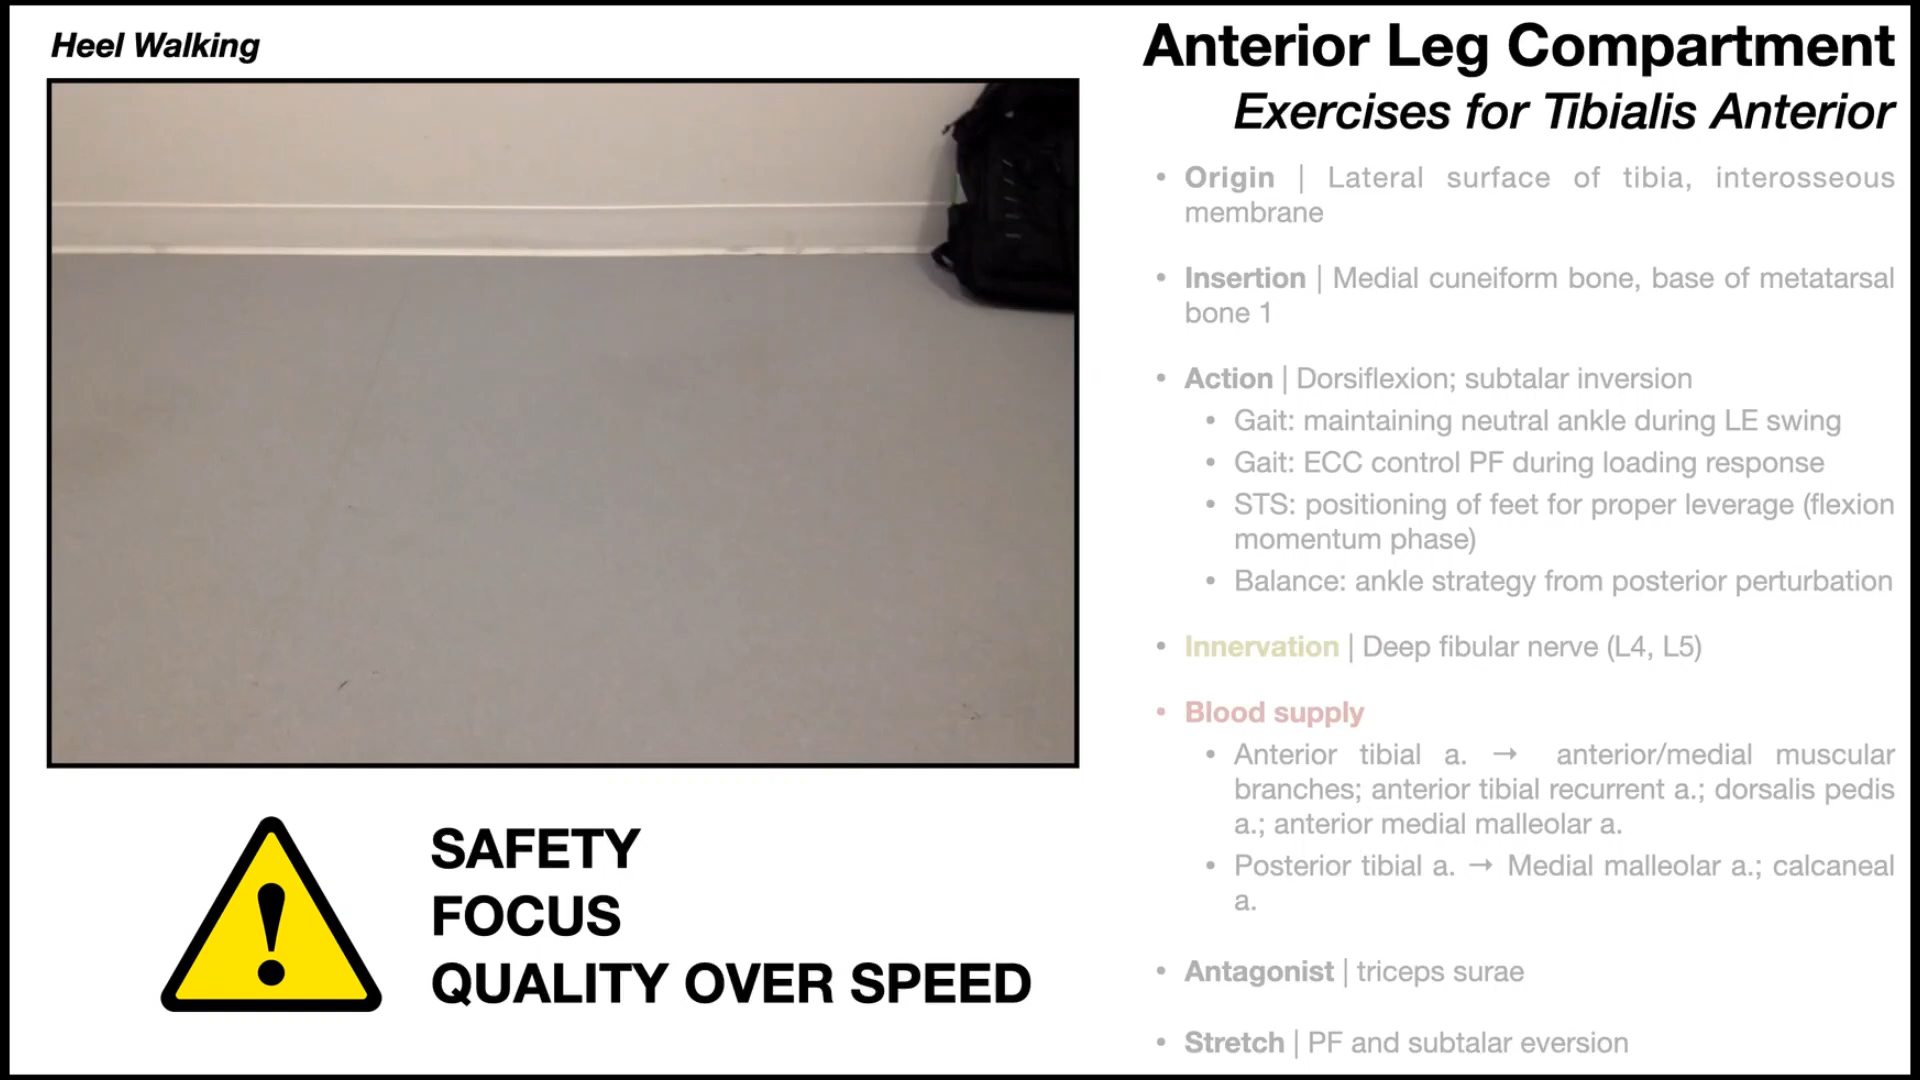 Heel Walking
Anterior Leg Compartment
Exercises for Tibialis Anterior
• Origin | Lateral surface of tibia, interosseous
membrane
• Insertion | Medial cuneiform bone, base of metatarsal
bone 1
• Action | Dorsiflexion; subtalar inversion
• Gait: maintaining neutral ankle during LE swing
• Gait: ECC control PF during loading response
• STS: positioning of feet for proper leverage (flexion
momentum phase)
• Balance: ankle strategy from posterior perturbation
• Innervation | Deep fibular nerve (L4, L5)
• Blood supply
• Anterior tibial a. → anterior/medial muscular
branches; anterior tibial recurrent a.; dorsalis pedis
a.; anterior medial malleolar a.
• Posterior tibial a. → Medial malleolar a.; calcaneal
a.
• Antagonist | triceps surae
• Stretch | PF and subtalar eversion
!
SAFETY
FOCUS
QUALITY OVER SPEED